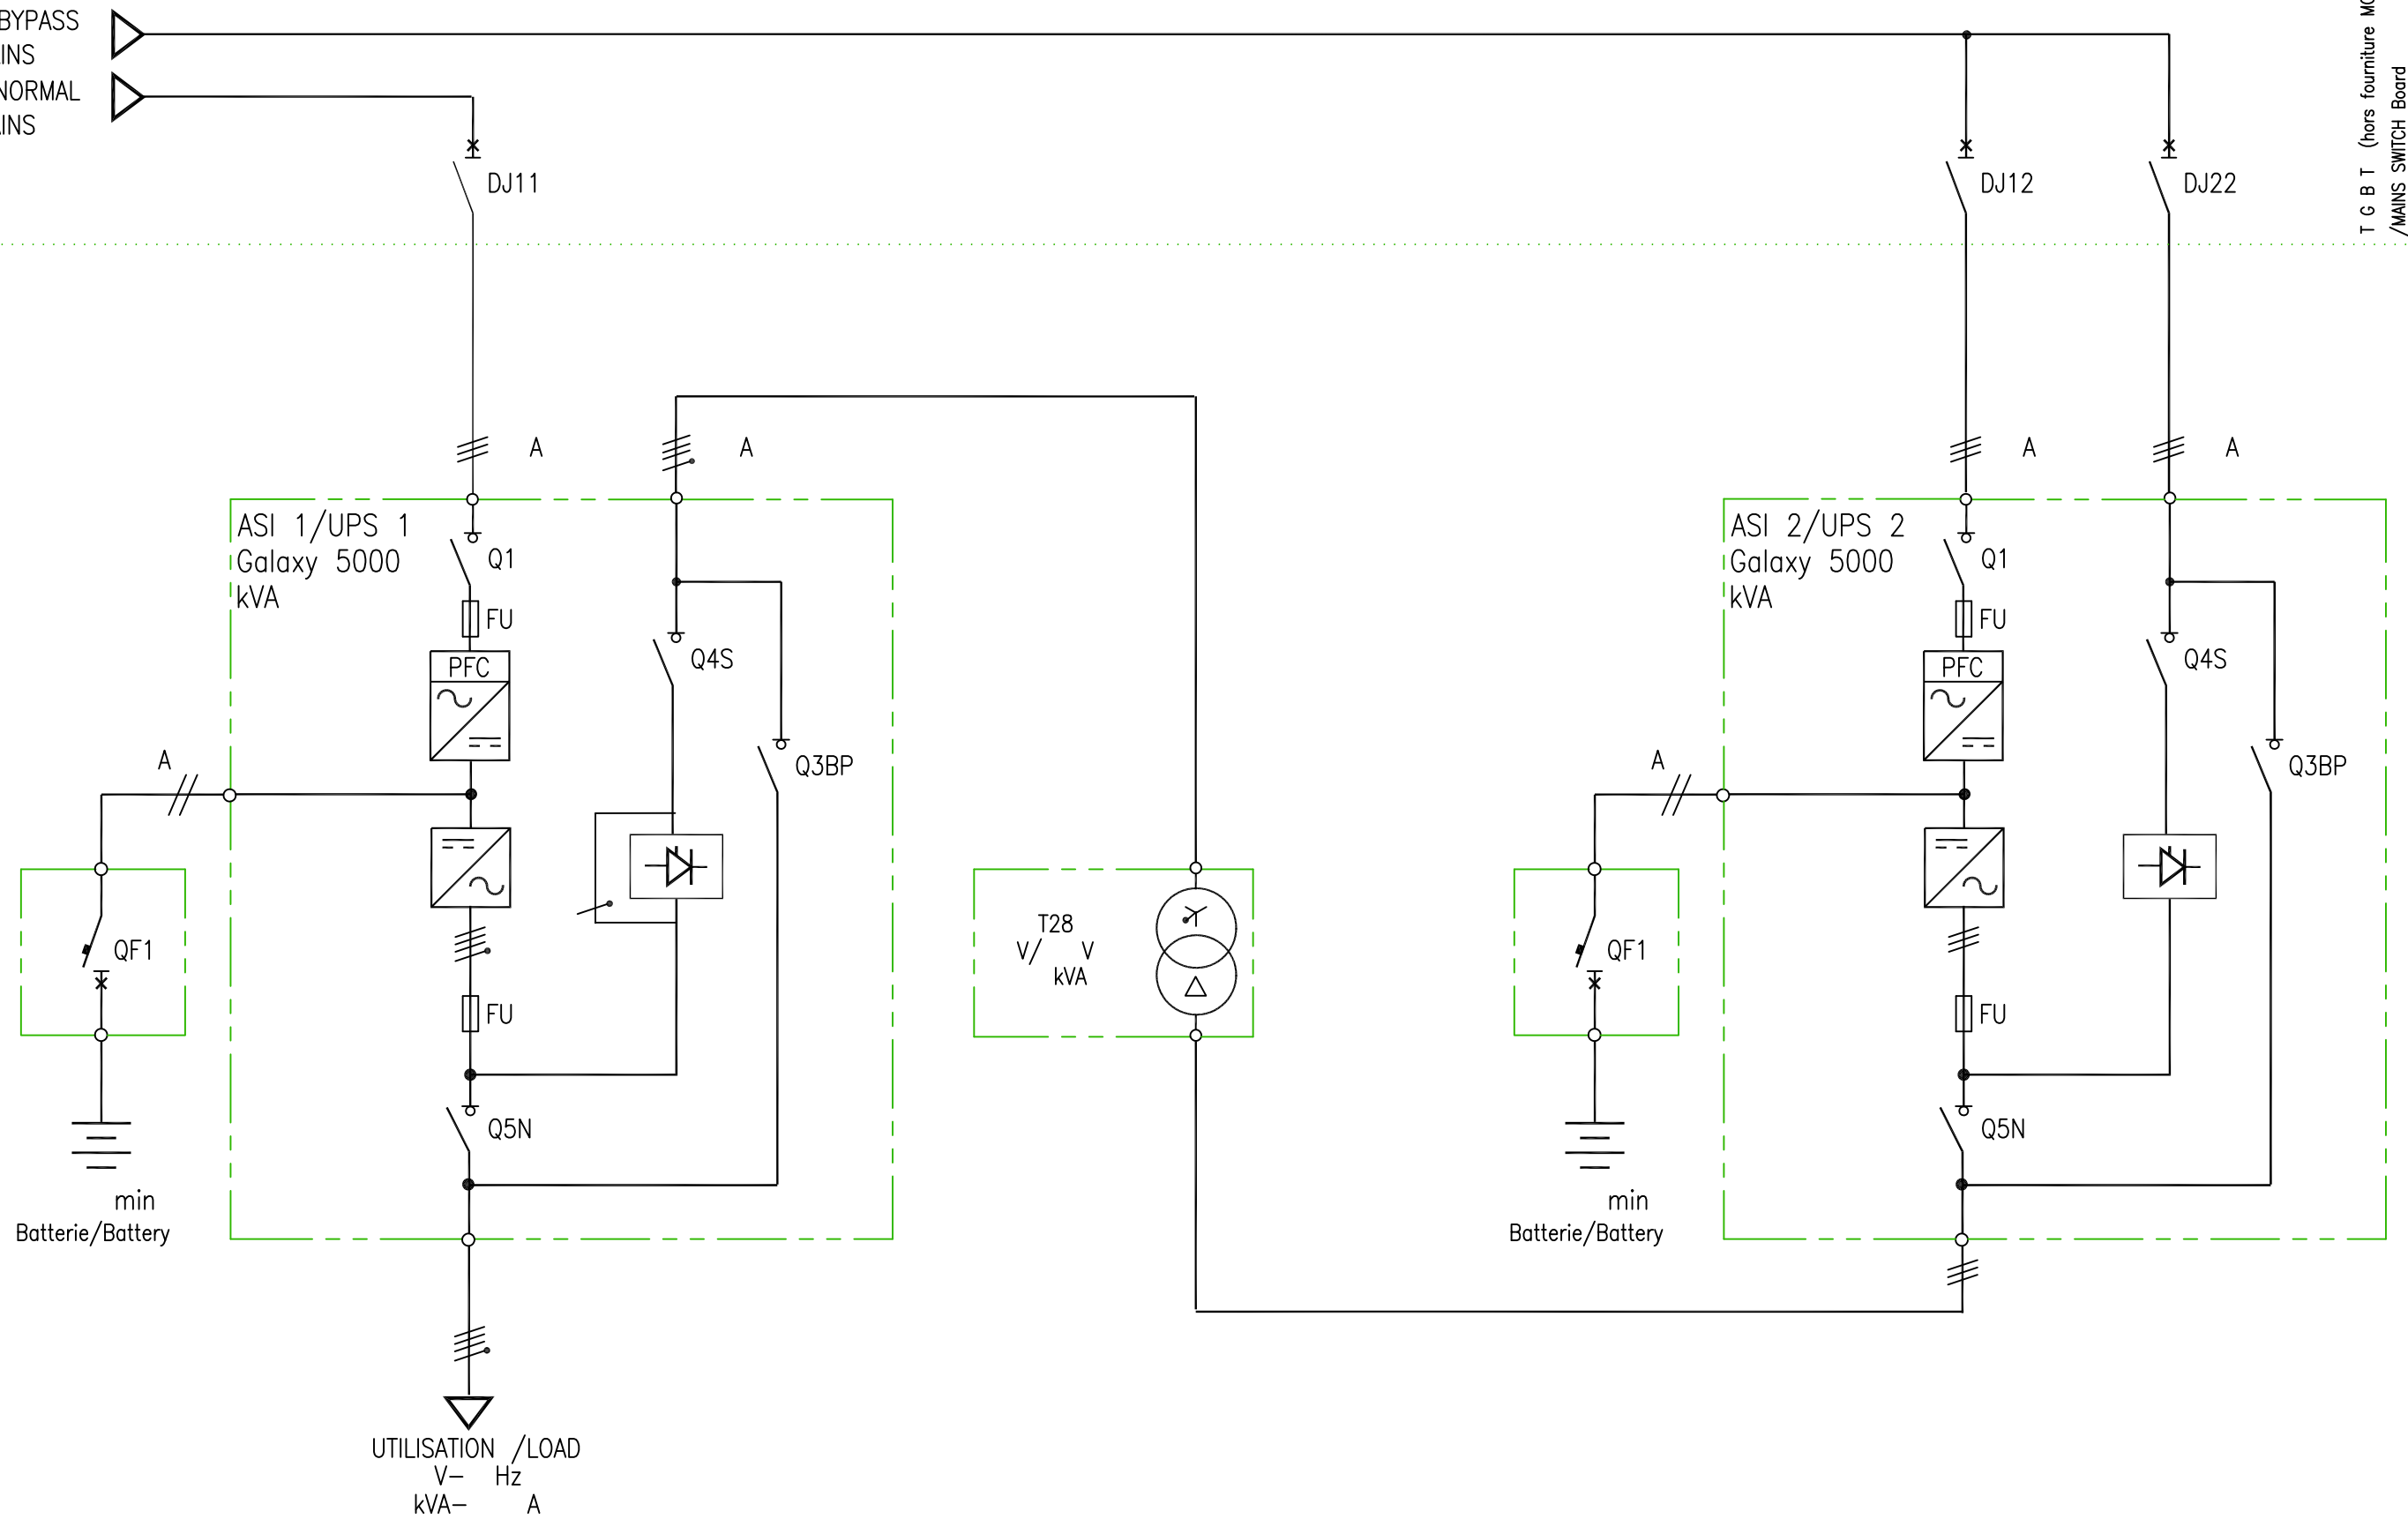 BYPASS
INS
NORMAL
INS
DJ11
DJ12
DJ22
T G B T (hors fourniture
/MAINS SWITCH Board
A
A
A
A
ASI 1/UPS 1
Galaxy 5000
kVA
Q1
FU
PFC
Q4S
Q3BP
A
QF1
FU
Q5N
min
Batterie/Battery
T28
V/ V
kVA
ASI 2/UPS 2
Galaxy 5000
kVA
Q1
FU
PFC
Q4S
Q3BP
A
QF1
FU
Q5N
min
Batterie/Battery
UTILISATION /LOAD
V- Hz
kVA- A